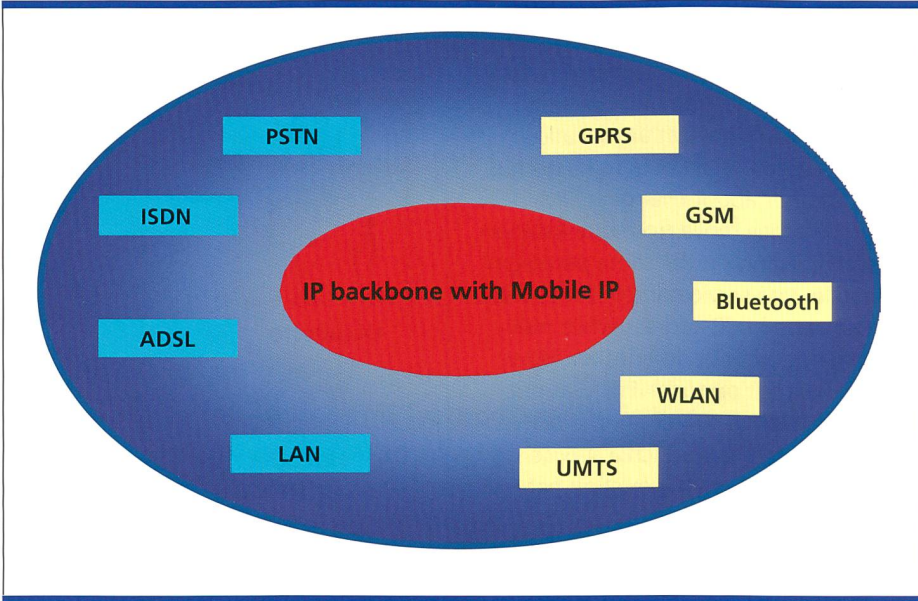 PSTN
GPRS
ISDN
GSM
IP backbone with Mobile IP
Bluetooth
ADSL
WLAN
LAN
UMTS